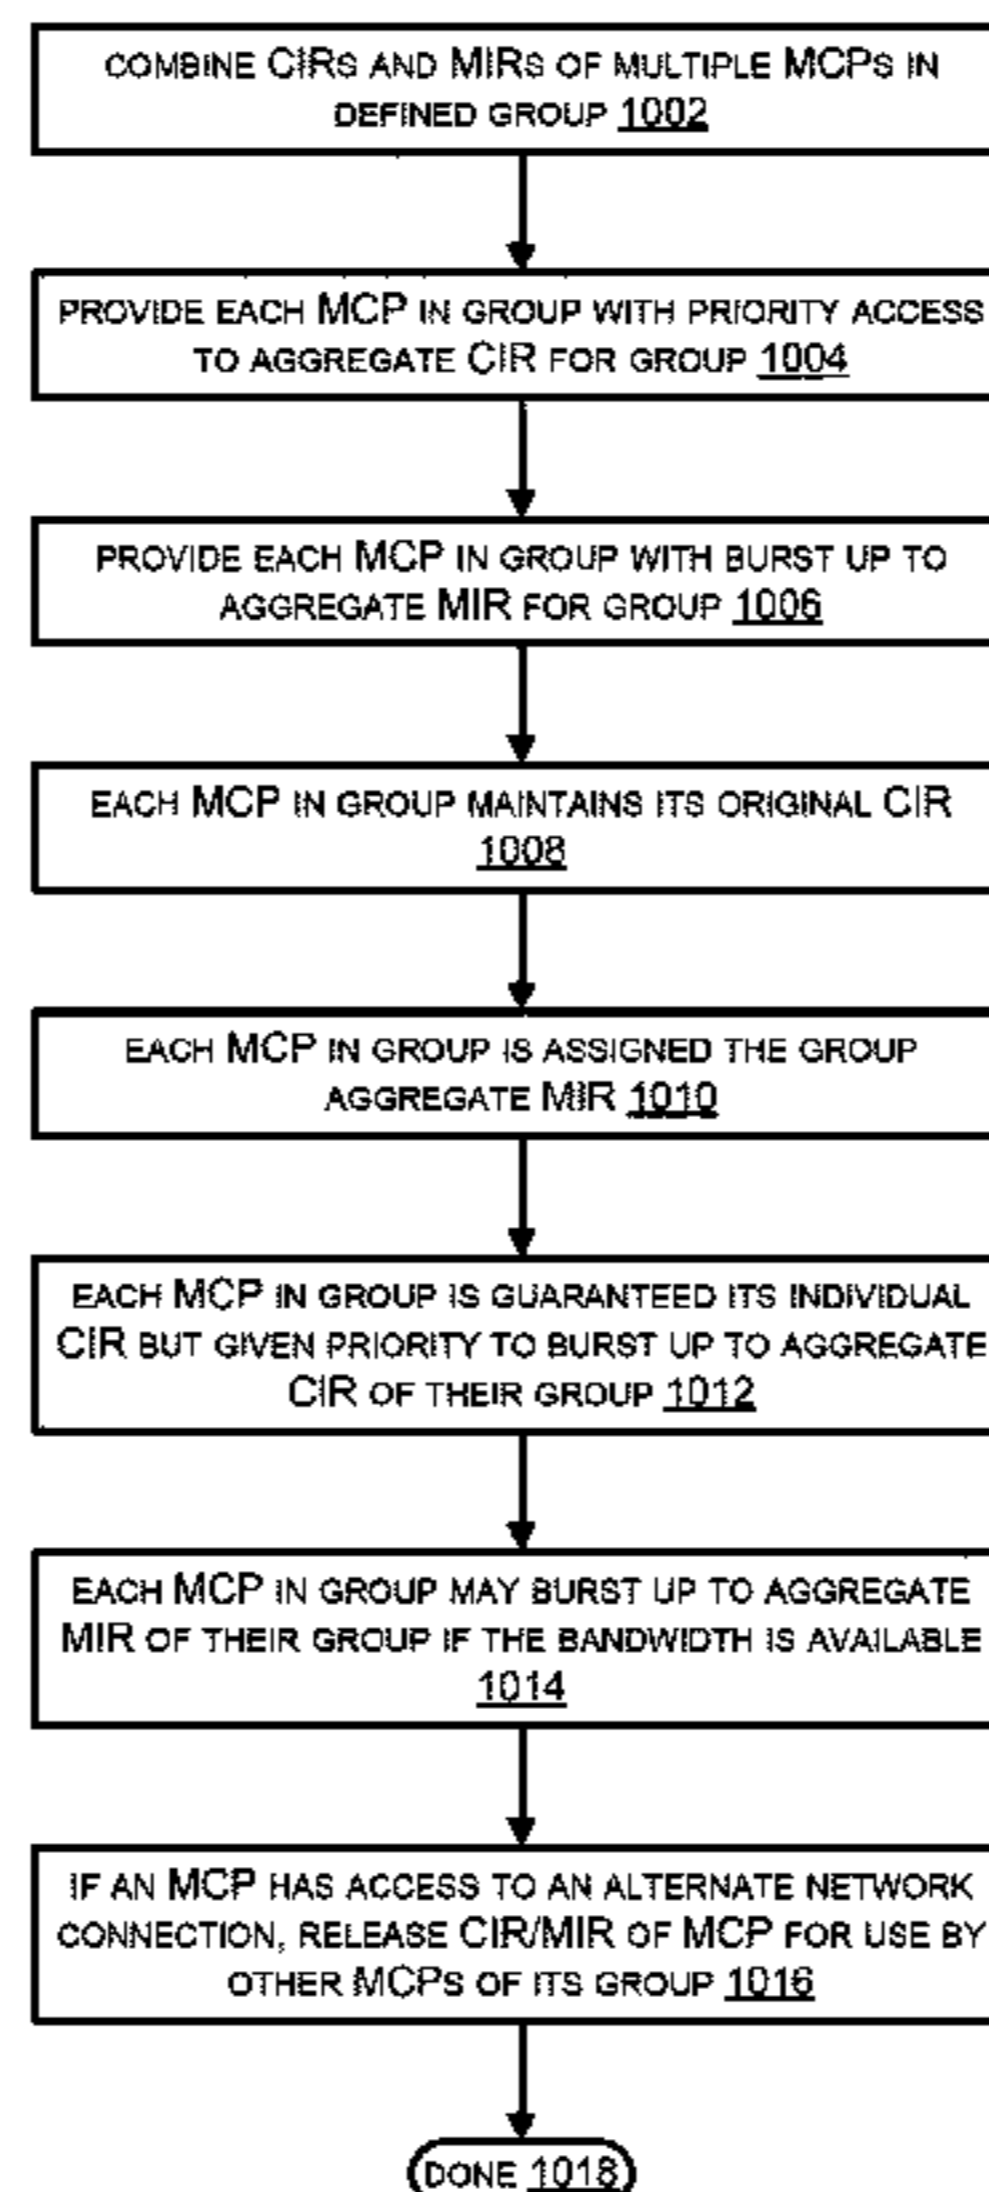 COMBINE CIRS AND MIRS OF MULTIPLE MCPS IN
DEFINED GROUP 1002
PROVIDE EACH MCP IN GROUP WITH PRIORITY ACCESS
TO AGGREGATE CIR FOR GROUP 1004
PROVIDE EACH MCP IN GROUP WITH BURST UP TO
AGGREGATE MIR FOR GROUP 1006
EACH MCP IN GROUP MAINTAINS ITS ORIGINAL CIR
1008
EACH MCP IN GROUP IS ASSIGNED THE GROUP
AGGREGATE MIR 1010
EACH MCP IN GROUP IS GUARANTEED ITS INDIVIDUAL
CIR BUT GIVEN PRIORITY TO BURST UP TO AGGREGATE
CIR OF THEIR GROUP 1012
EACH MCP IN GROUP MAY BURST UP TO AGGREGATE
MIR OF THEIR GROUP IF THE BANDWIDTH IS AVAILABLE
1014
IF AN MCP HAS ACCESS TO AN ALTERNATE NETWORK
CONNECTION, RELEASE CIR/MIR OF MCP FOR USE BY
OTHER MCPS OF ITS GROUP 1016
DONE 1018